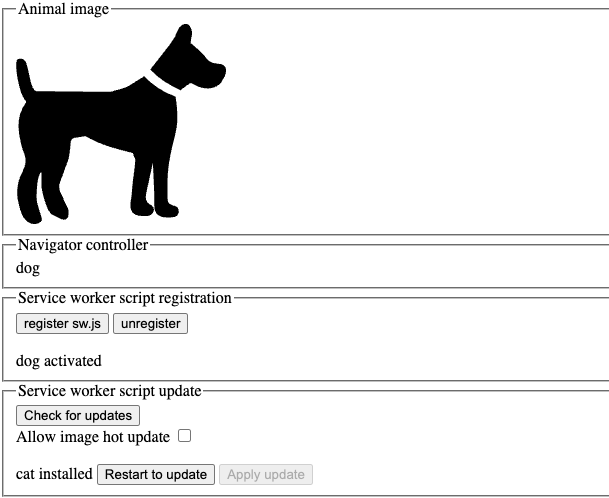 Animal image
Navigator controller
dog
Service worker script registration
register sw.js unregister
dog activated
Service worker script update
Check for updates
Allow image hot update
cat installed Restart to update Apply update